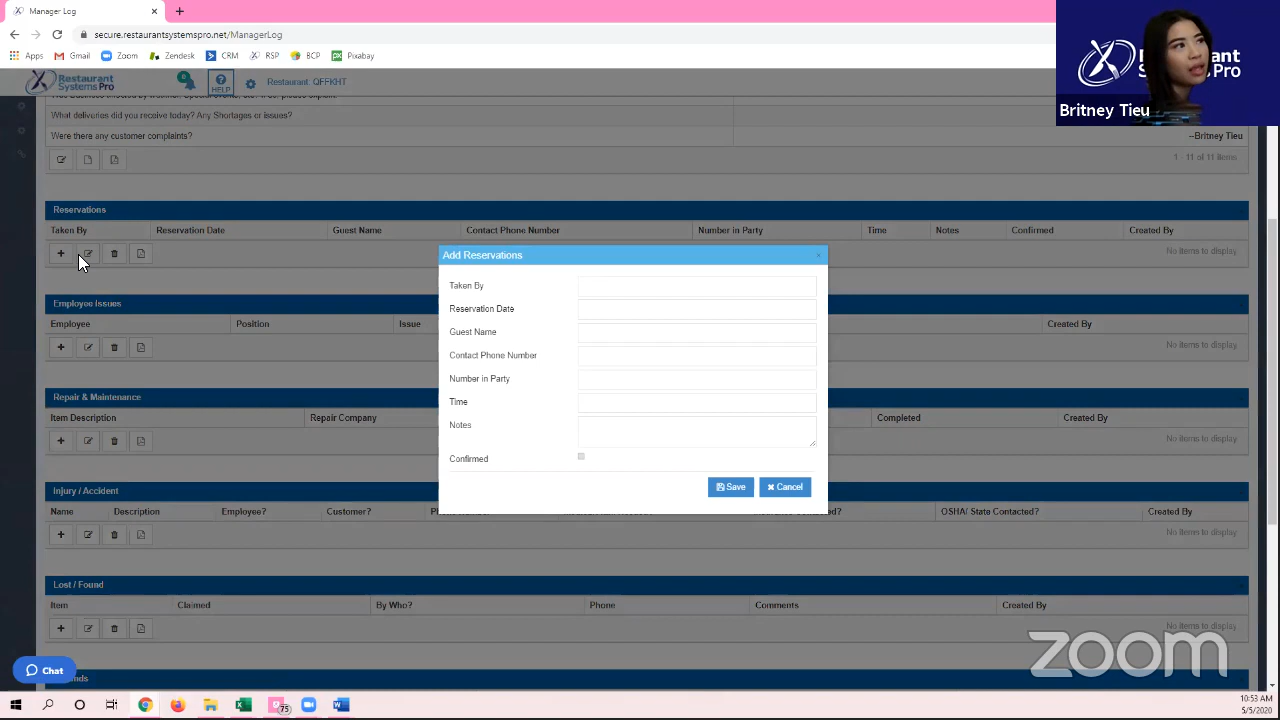 Manager Log
secure.restaurantsystemspro.net/ManagerLog
Apps Gmail Zoom Zendesk CRM RSP BCP Pixabay
Restaurant Systems Pro
0
HELP
Restaurant: QFFKHT
Systems Pro
Britney Tieu
What deliveries did you receive today? Any Shortages or issues?
Were there any customer complaints?
--Britney Tieu
1 - 11 of 11 items
Reservations
Taken By Reservation Date Guest Name Contact Phone Number Number in Party Time Notes Confirmed Created By
No items to display
Add Reservations
Taken By
Reservation Date
Guest Name
Contact Phone Number
Number in Party
Time
Notes
Confirmed
Save Cancel
Employee Issues
Employee Position Issue Created By
No items to display
Repair & Maintenance
Item Description Repair Company Completed Created By
No items to display
Injury / Accident
Name Description Employee? Customer? OSHA/ State Contacted? Created By
No items to display
Lost / Found
Item Claimed By Who? Phone Comments Created By
No items to display
zoom
Chat
75
10:53 AM
5/5/2020